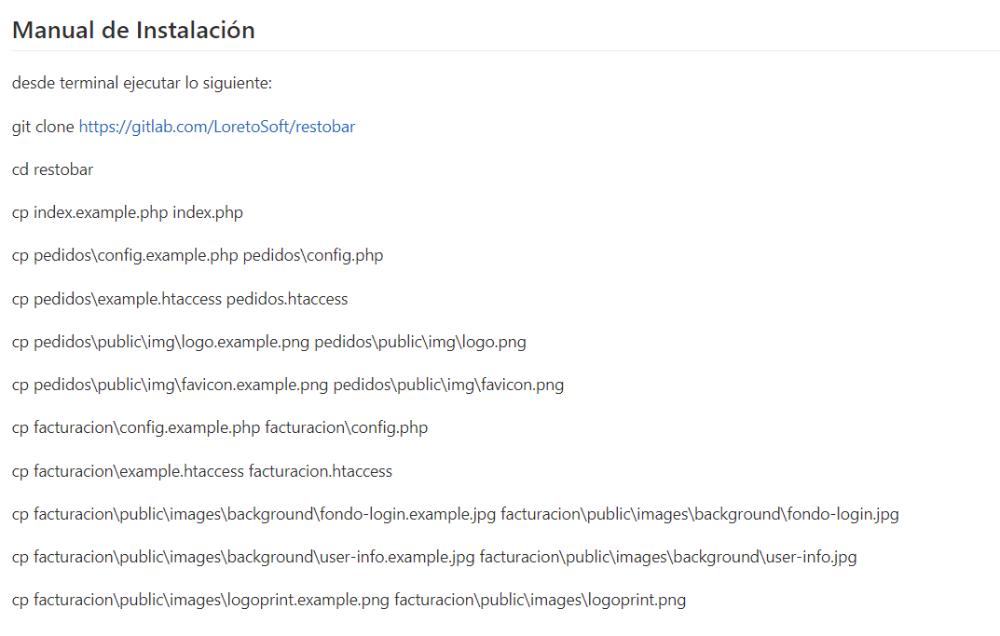 Manual de Instalación
desde terminal ejecutar lo siguiente:
git clone https://gitlab.com/LoretoSoft/restobar
cd restobar
cp index.example.php index.php
cp pedidos\config.example.php pedidos\config.php
cp pedidos\example.htaccess pedidos.htaccess
cp pedidos\public\img\logo.example.png pedidos\public\img\logo.png
cp pedidos\public\img\favicon.example.png pedidos\public\img\favicon.png
cp facturacion\config.example.php facturacion\config.php
cp facturacion\example.htaccess facturacion.htaccess
cp facturacion\public\images\background\fondo-login.example.jpg facturacion\public\images\background\fondo-login.jpg
cp facturacion\public\images\background\user-info.example.jpg facturacion\public\images\background\user-info.jpg
cp facturacion\public\images\logoprint.example.png facturacion\public\images\logoprint.png